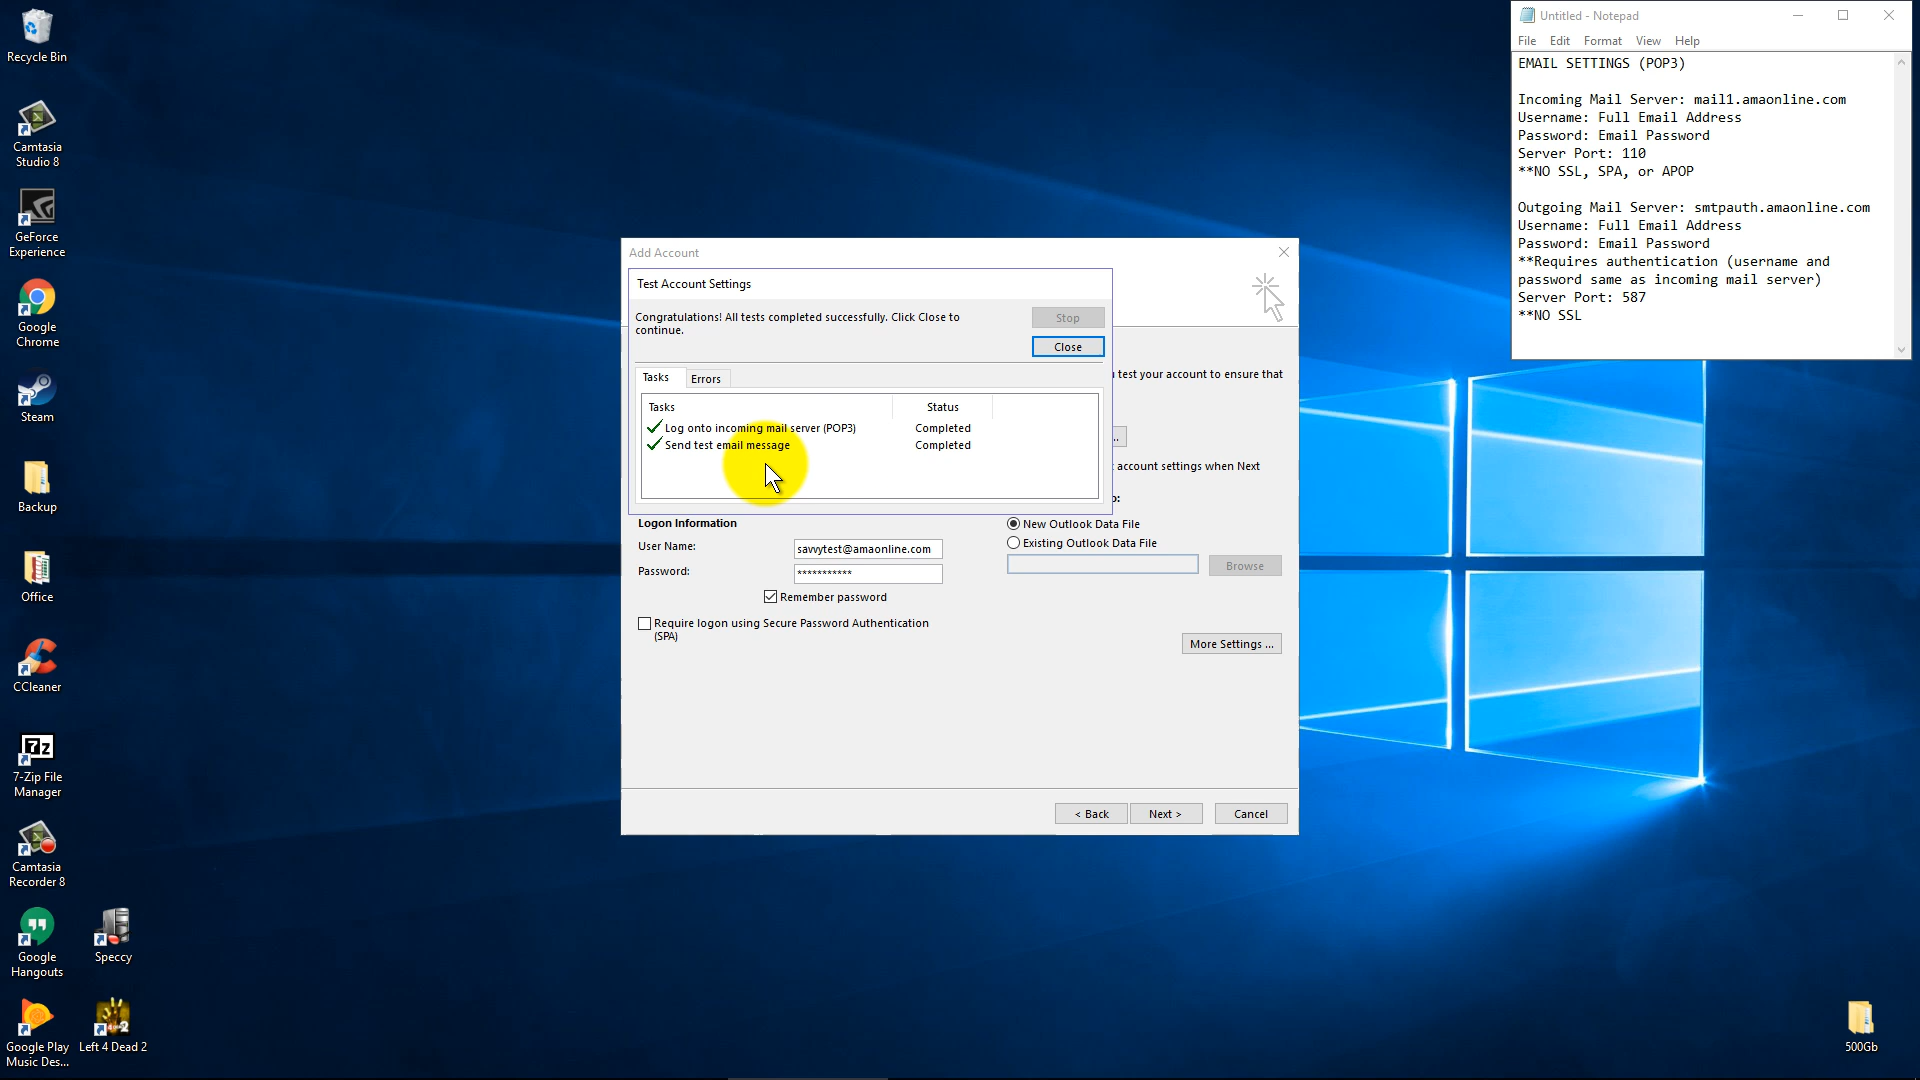 Recycle Bin
Camtasia
Studio 8
GeForce
Experience
Google
Chrome
Steam
Backup
Office
CCleaner
7z
7-Zip File
Manager
Camtasia
Recorder 8
Google
Hangouts
Speccy
Google Play
Music Des...
Left 4 Dead 2
Add Account
Test Account Settings
Congratulations! All tests completed successfully. Click Close to
continue.
Stop
Close
Tasks
Errors
Tasks Status
Log onto incoming mail server (POP3) Completed
Send test email message Completed
test your account to ensure that
..
account settings when Next
o:
Logon Information
User Name: savvytest@amaonline.com
Password: ***********
Remember password
Require logon using Secure Password Authentication
(SPA)
New Outlook Data File
Existing Outlook Data File
Browse
More Settings ...
< Back
Next >
Cancel
Untitled - Notepad
File Edit Format View Help
EMAIL SETTINGS (POP3)
Incoming Mail Server: mail1.amaonline.com
Username: Full Email Address
Password: Email Password
Server Port: 110
**NO SSL, SPA, or APOP
Outgoing Mail Server: smtpauth.amaonline.com
Username: Full Email Address
Password: Email Password
**Requires authentication (username and
password same as incoming mail server)
Server Port: 587
**NO SSL
500Gb